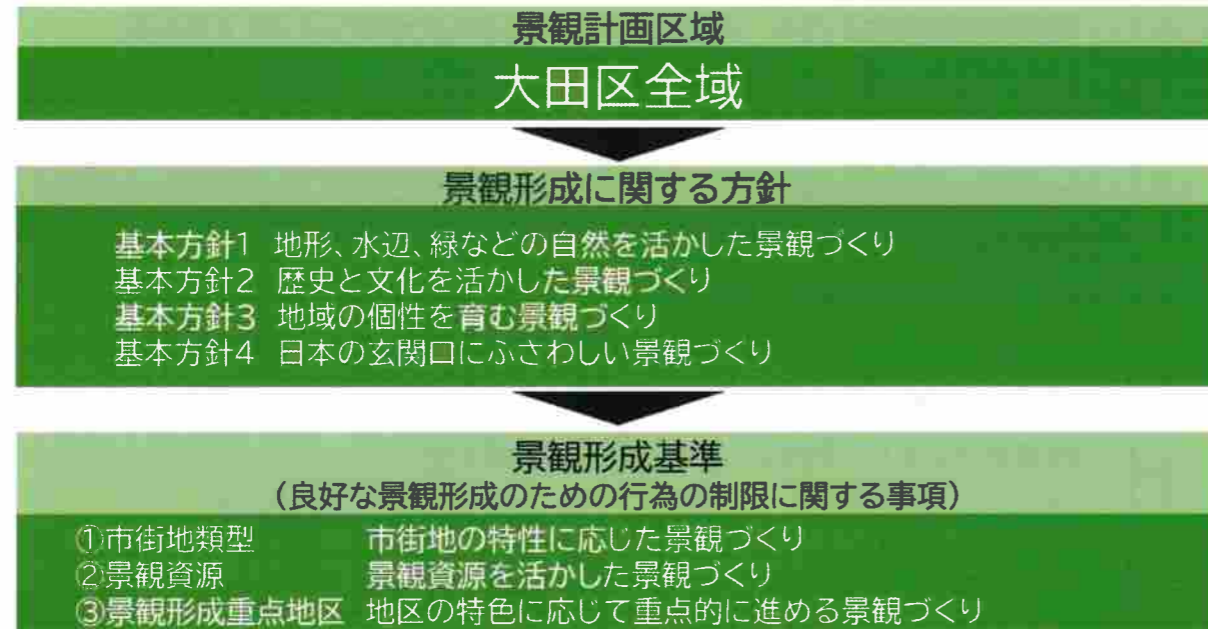 景観計画区域
大田区全域
景観形成に関する方針
基本方針1 地形、水辺、緑などの自然を活かした景観づくり
基本方針2 歴史と文化を活かした景観づくり
基本方針3 地域の個性を育む景観づくり
基本方針4 日本の玄関口にふさわしい景観づくり
景観形成基準
(良好な景観形成のための行為の制限に関する事項)
①市街地類型 市街地の特性に応じた景観づくり
②景観資源 景観資源を活かした景観づくり
③景観形成重点地区 地区の特色に応じて重点的に進める景観づくり